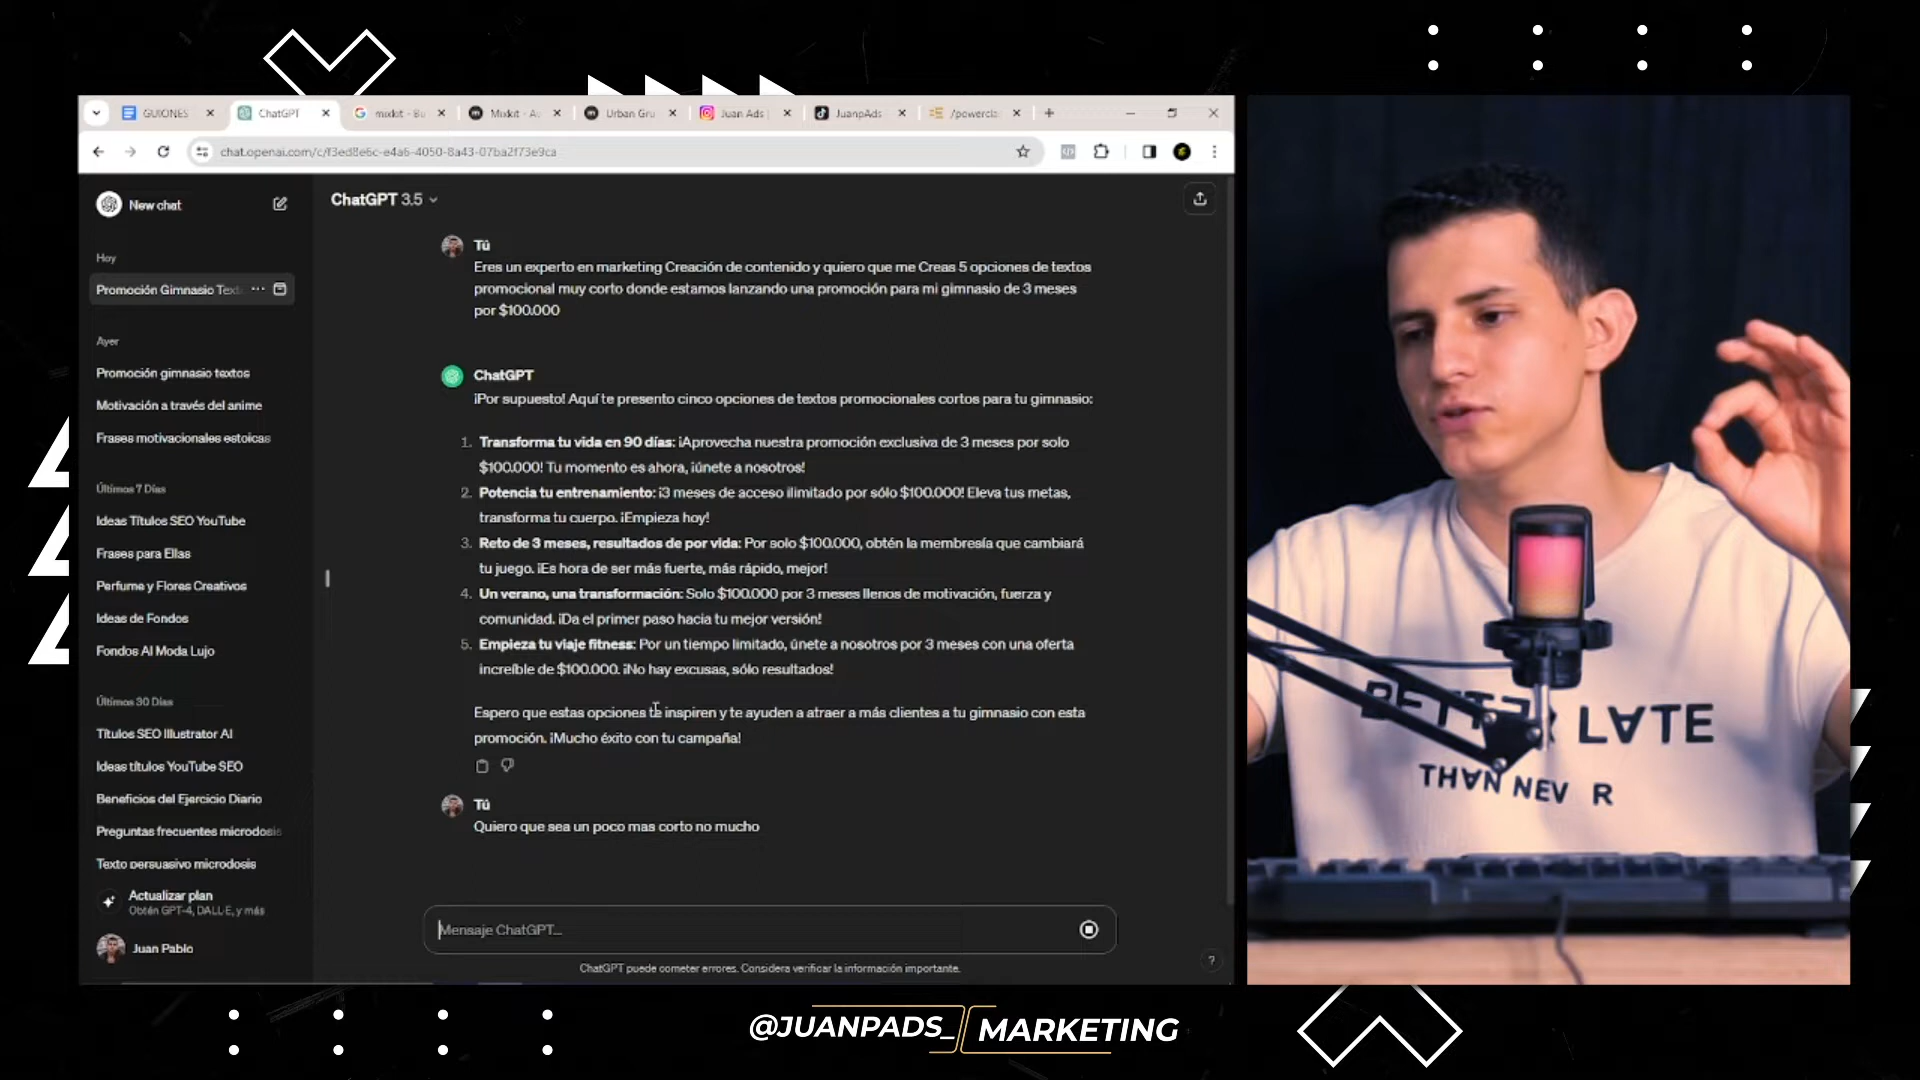 GUIONES
ChatGPT
mixkit - Bu
Mixkit - A
Urban Gru
Juan Ads
JuanpAds
/powercla
chat.openai.com/c/f3ed8e6c-e4a6-4050-8a43-07ba2f73e9ca
New chat
Hoy
Promoción Gimnasio Text
Ayer
Promoción gimnasio textos
Motivación a través del anime
Frases motivacionales estoicas
Últimos 7 Días
Ideas Títulos SEO YouTube
Frases para Ellas
Perfume y Flores Creativos
Ideas de Fondos
Fondos AI Moda Lujo
Últimos 30 Días
Títulos SEO Illustrator AI
Ideas títulos YouTube SEO
Beneficios del Ejercicio Diario
Preguntas frecuentes microdosis
Texto persuasivo microdosis
Actualizar plan
Obtén GPT-4, DALL·E, y más
Juan Pablo
ChatGPT 3.5
Tú
Eres un experto en marketing Creación de contenido y quiero que me Creas 5 opciones de textos
promocional muy corto donde estamos lanzando una promoción para mi gimnasio de 3 meses
por $100.000
ChatGPT
¡Por supuesto! Aquí te presento cinco opciones de textos promocionales cortos para tu gimnasio:
1. Transforma tu vida en 90 días: ¡Aprovecha nuestra promoción exclusiva de 3 meses por solo
$100.000! Tu momento es ahora, ¡únete a nosotros!
2. Potencia tu entrenamiento: ¡3 meses de acceso ilimitado por sólo $100.000! Eleva tus metas,
transforma tu cuerpo. ¡Empieza hoy!
3. Reto de 3 meses, resultados de por vida: Por solo $100.000, obtén la membresía que cambiará
tu juego. ¡Es hora de ser más fuerte, más rápido, mejor!
4. Un verano, una transformación: Solo $100.000 por 3 meses llenos de motivación, fuerza y
comunidad. ¡Da el primer paso hacia tu mejor versión!
5. Empieza tu viaje fitness: Por un tiempo limitado, únete a nosotros por 3 meses con una oferta
increíble de $100.000. ¡No hay excusas, sólo resultados!
Espero que estas opciones te inspiren y te ayuden a atraer a más clientes a tu gimnasio con esta
promoción. ¡Mucho éxito con tu campaña!
Tú
Quiero que sea un poco mas corto no mucho
Mensaje ChatGPT...
ChatGPT puede cometer errores. Considera verificar la información importante.
?
LATE
THAN NEV R
@JUANPADS_ MARKETING